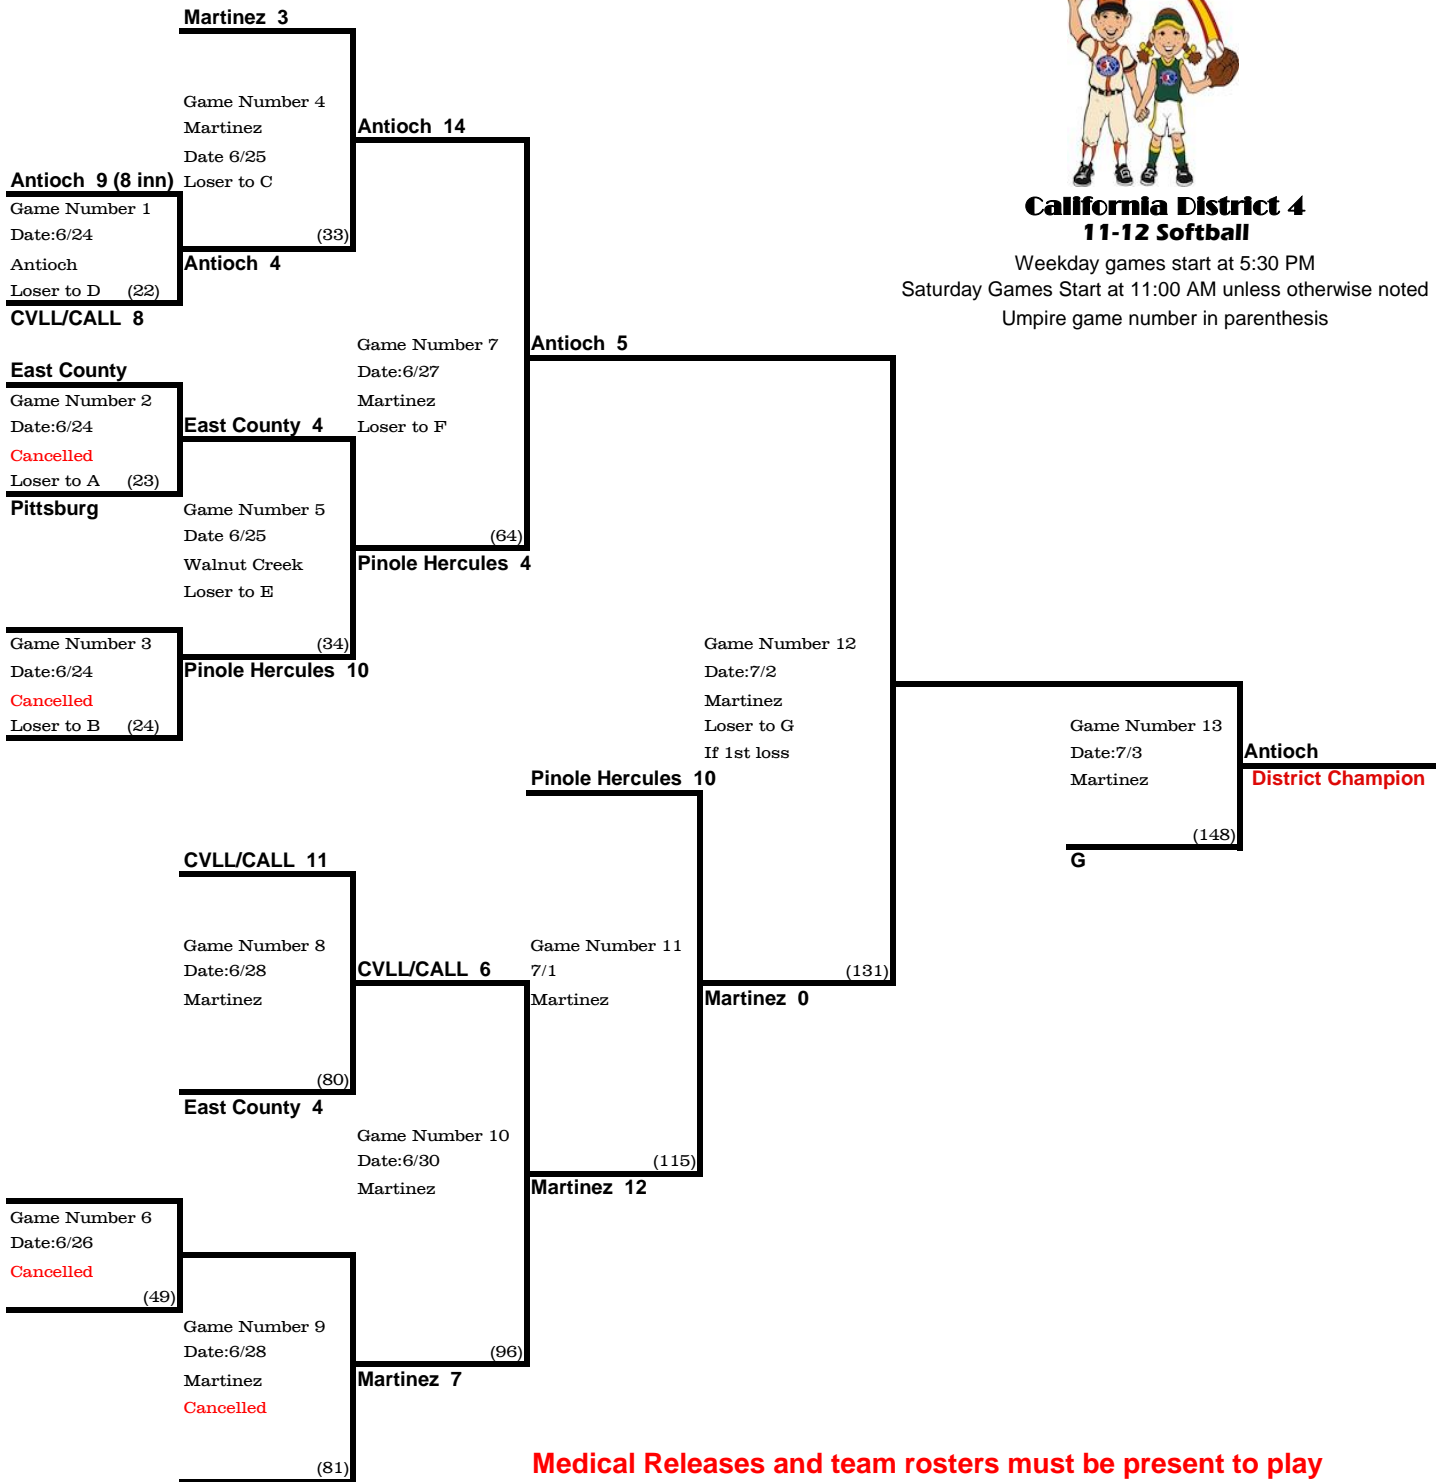 Martinez 3
Game Number 4
Martinez
Date 6/25
Loser to C
(33)
Antioch 4
Antioch 9 (8 inn)
Game Number 1
Date:6/24
Antioch
Loser to D (22)
CVLL/CALL 8
East County
Game Number 2
Date:6/24
Cancelled
Loser to A (23)
Pittsburg
East County 4
Game Number 5
Date 6/25
Walnut Creek
Loser to E
(34)
Pinole Hercules 10
Game Number 3
Date:6/24
Cancelled
Loser to B (24)
Antioch 14
Game Number 7
Date:6/27
Martinez
Loser to F
(64)
Pinole Hercules 4
Antioch 5
Game Number 12
Date:7/2
Martinez
Loser to G
If 1st loss
(131)
Martinez 0
California District 4
11-12 Softball
Weekday games start at 5:30 PM
Saturday Games Start at 11:00 AM unless otherwise noted
Umpire game number in parenthesis
Game Number 13
Date:7/3
Martinez
(148)
G
Antioch
District Champion
Pinole Hercules 10
Game Number 11
7/1
Martinez
(115)
Martinez 12
CVLL/CALL 11
Game Number 8
Date:6/28
Martinez
(80)
East County 4
CVLL/CALL 6
Game Number 10
Date:6/30
Martinez
(96)
Martinez 7
Game Number 6
Date:6/26
Cancelled
(49)
Game Number 9
Date:6/28
Martinez
Cancelled
(81)
Medical Releases and team rosters must be present to play